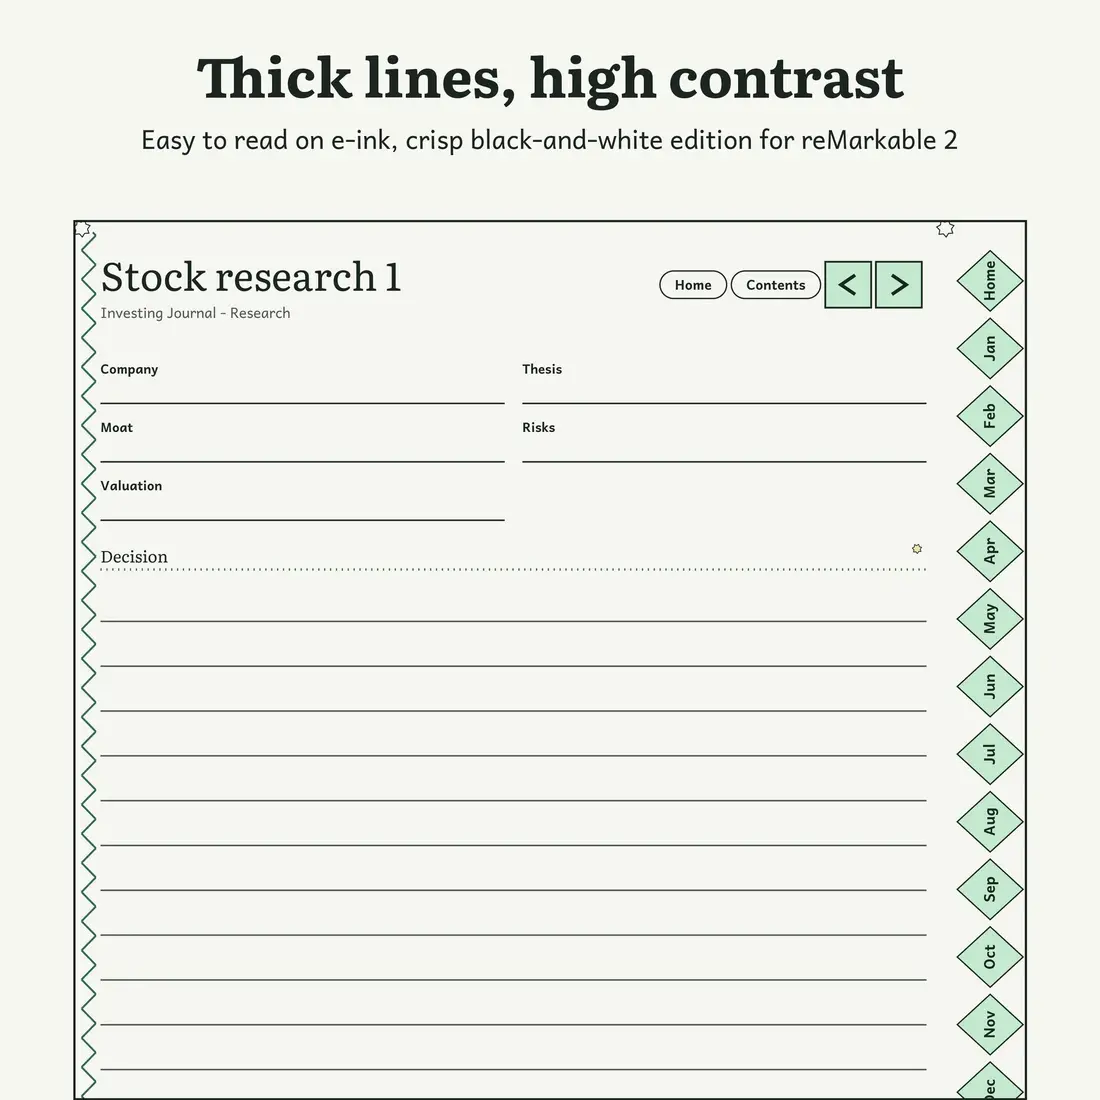 Thick lines, high contrast
Easy to read on e-ink, crisp black-and-white edition for reMarkable 2
Stock research 1
Investing Journal - Research
Home
Contents
<
>
Company
Thesis
Moat
Risks
Valuation
Decision
Home
Jan
Feb
Mar
Apr
May
Jun
Jul
Aug
Sep
Oct
Nov
Dec